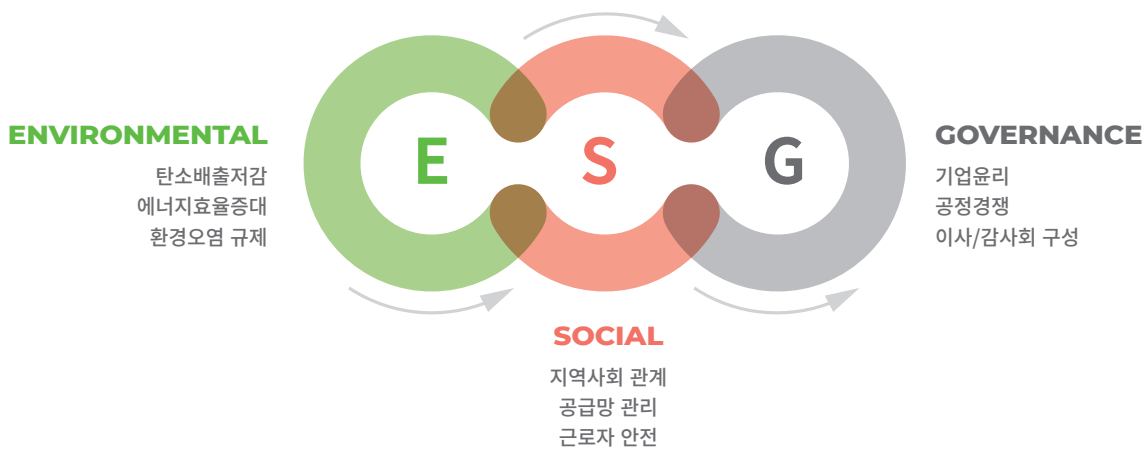 ENVIRONMENTAL
탄소배출저감
에너지효율증대
환경오염 규제
E
S
G
SOCIAL
지역사회 관계
공급망 관리
근로자 안전
GOVERNANCE
기업윤리
공정경쟁
이사/감사회 구성